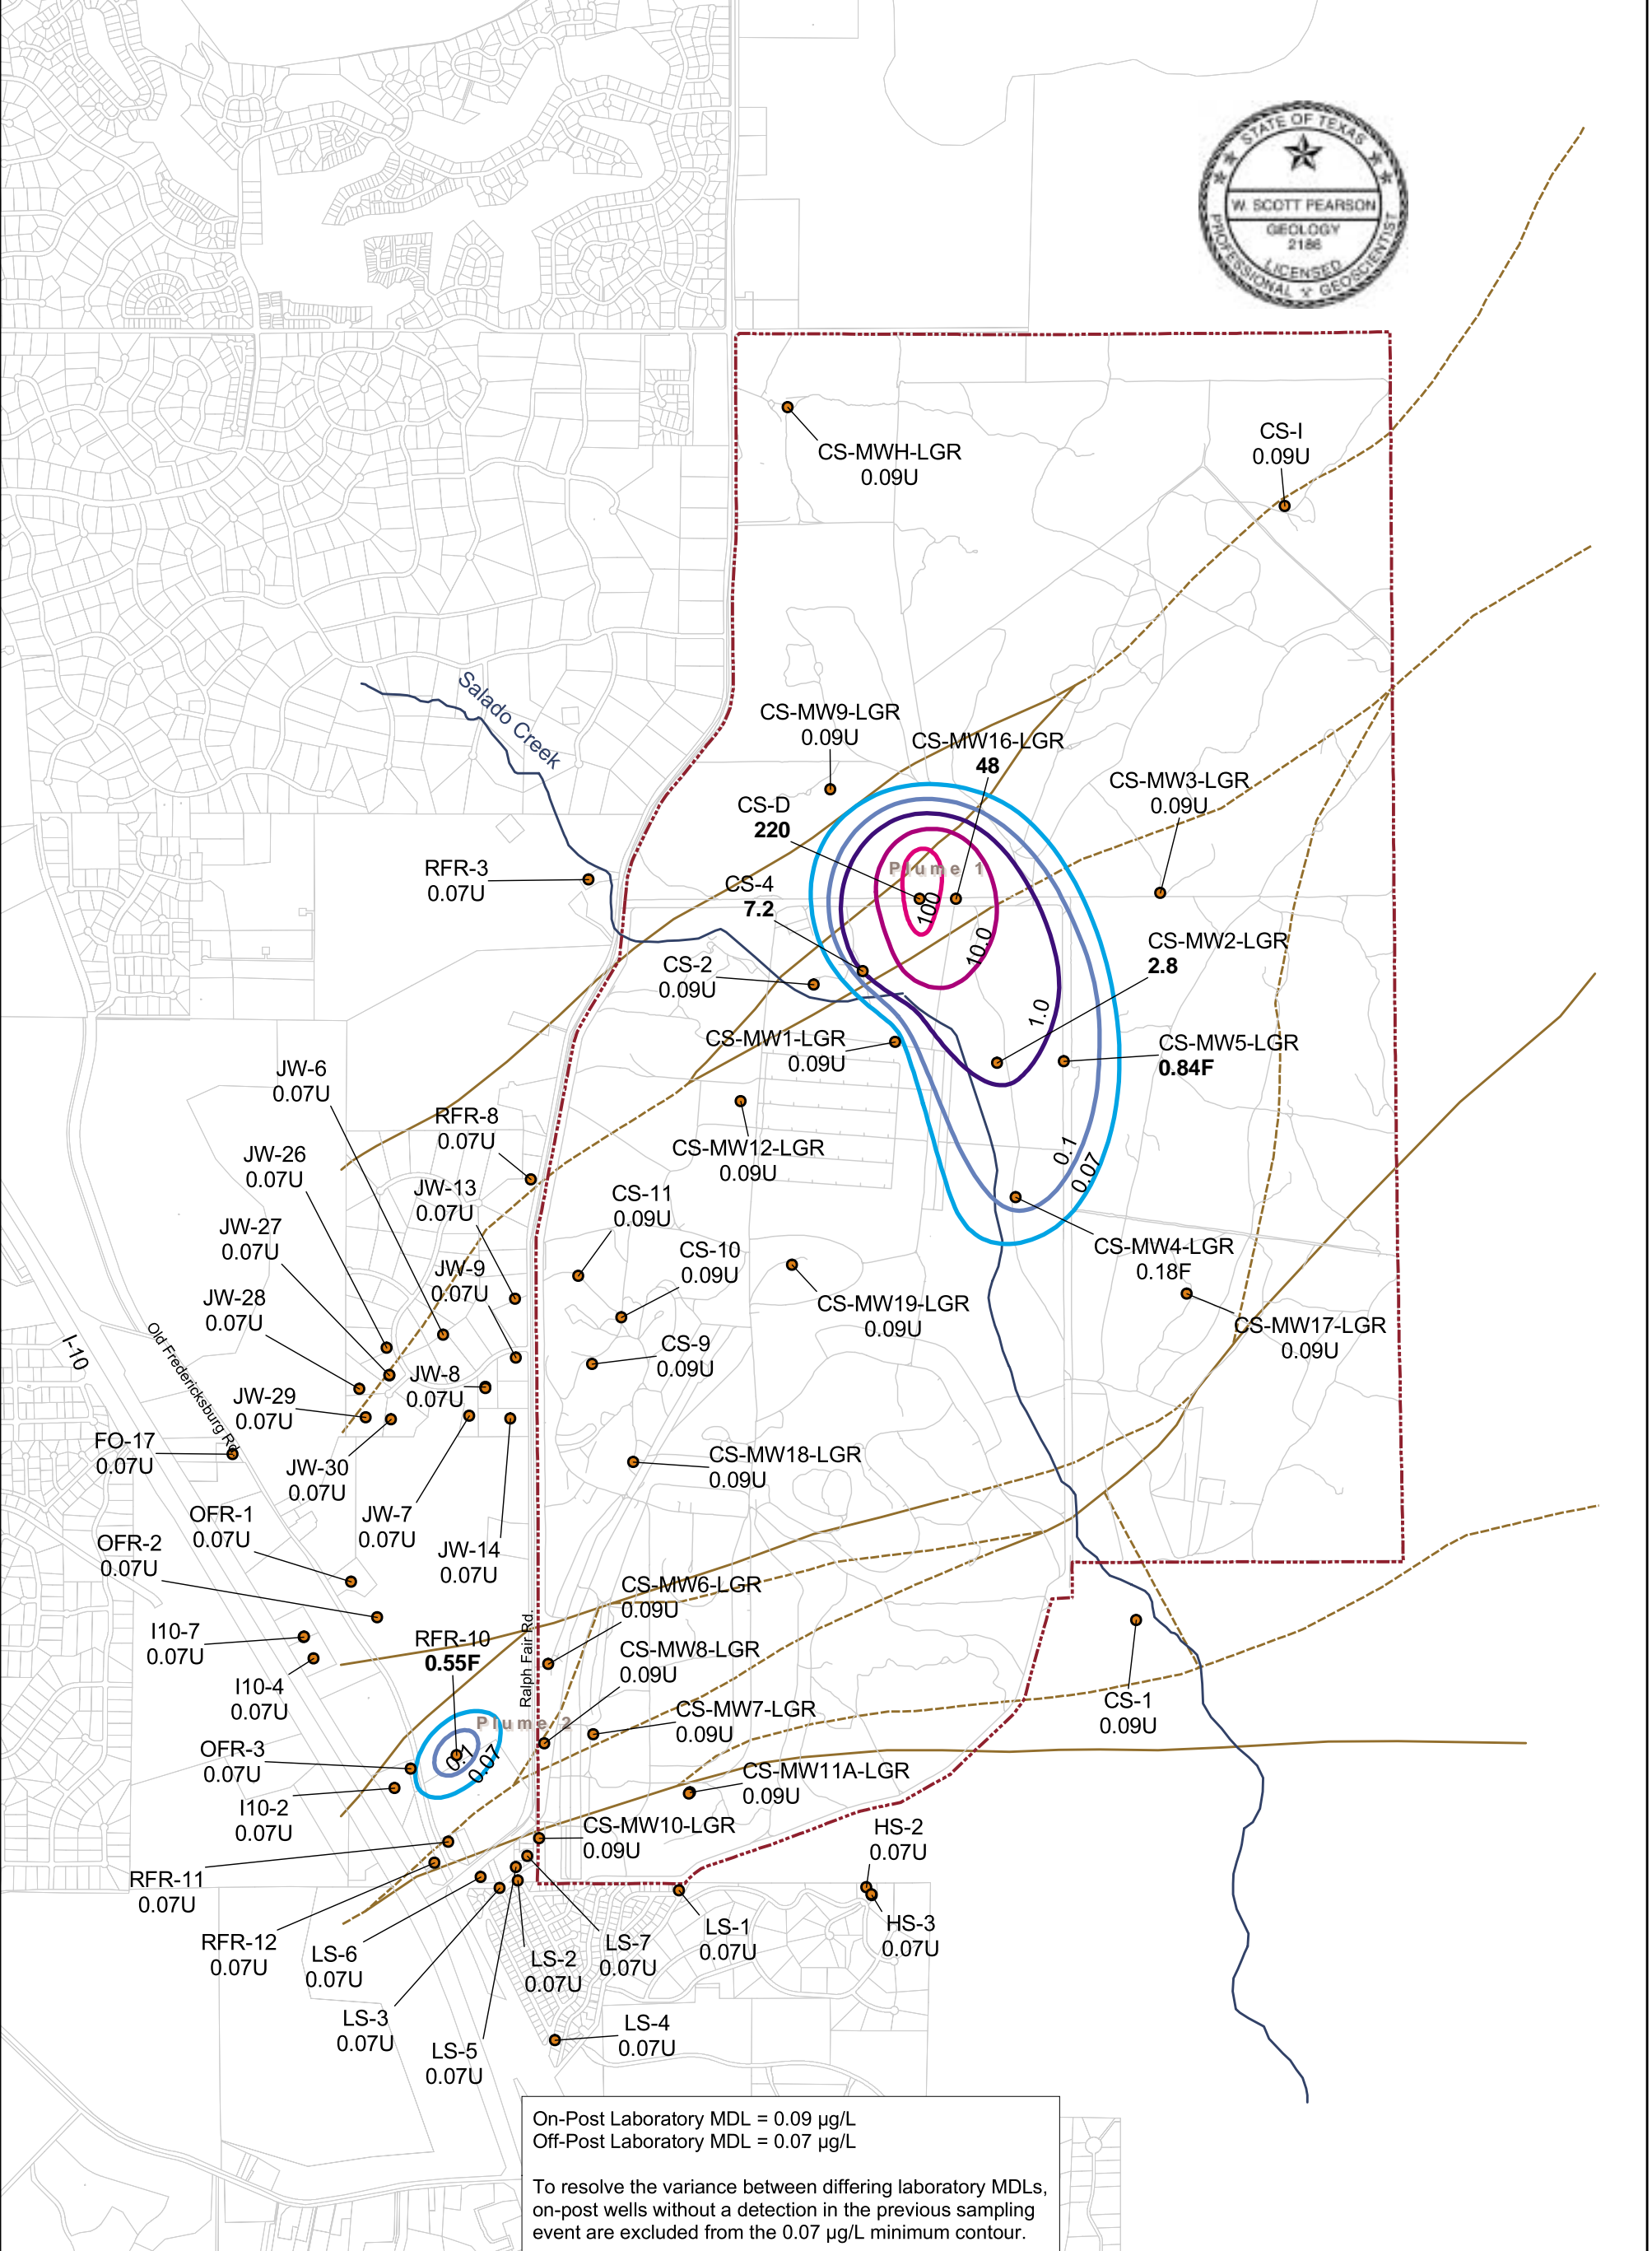 STATE OF TEXAS
W. SCOTT PEARSON
GEOLOGY
2186
LICENSED
PROFESSIONAL GEOSCIENTIST
CS-MWH-LGR
0.09U
CS-I
0.09U
Salado Creek
CS-MW9-LGR
0.09U
CS-MW16-LGR
48
CS-MW3-LGR
0.09U
CS-D
220
Plume 1
RFR-3
0.07U
CS-4
7.2
100
10.0
CS-MW2-LGR
2.8
CS-2
0.09U
1.0
CS-MW1-LGR
0.09U
CS-MW5-LGR
0.84F
JW-6
0.07U
RFR-8
0.07U
CS-MW12-LGR
0.09U
0.1
0.07
JW-26
0.07U
JW-13
0.07U
CS-11
0.09U
JW-27
0.07U
CS-10
0.09U
CS-MW4-LGR
0.18F
JW-9
0.07U
JW-28
0.07U
CS-MW19-LGR
0.09U
CS-MW17-LGR
0.09U
I-10
Old Fredericksburg Rd.
CS-9
0.09U
JW-8
0.07U
JW-29
0.07U
FO-17
0.07U
JW-30
0.07U
CS-MW18-LGR
0.09U
OFR-1
0.07U
JW-7
0.07U
OFR-2
0.07U
JW-14
0.07U
CS-MW6-LGR
0.09U
I10-7
0.07U
RFR-10
0.55F
Ralph Fair Rd.
CS-MW8-LGR
0.09U
I10-4
0.07U
CS-1
0.09U
Plume 2
CS-MW7-LGR
0.09U
OFR-3
0.07U
0.1
0.07
CS-MW11A-LGR
0.09U
I10-2
0.07U
CS-MW10-LGR
0.09U
HS-2
0.07U
RFR-11
0.07U
LS-1
0.07U
HS-3
0.07U
RFR-12
0.07U
LS-6
0.07U
LS-2
0.07U
LS-7
0.07U
LS-3
0.07U
LS-4
0.07U
LS-5
0.07U
On-Post Laboratory MDL = 0.09 µg/L
Off-Post Laboratory MDL = 0.07 µg/L
To resolve the variance between differing laboratory MDLs,
on-post wells without a detection in the previous sampling
event are excluded from the 0.07 µg/L minimum contour.